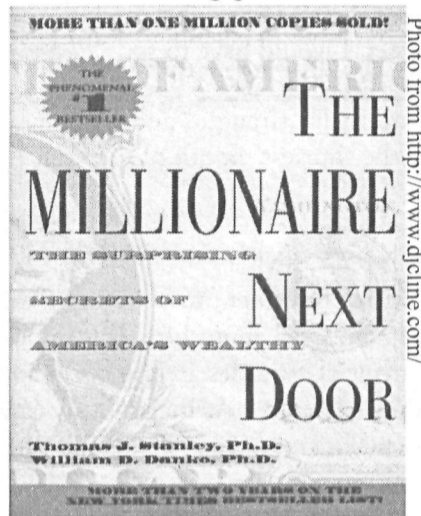 MORE THAN ONE MILLION COPIES SOLD!
THE
PHENOMENAL
#1
BESTSELLER
THE
MILLIONAIRE
THE SURPRISING
SECRETS OF
NEXT
AMERICA'S WEALTHY
DOOR
Thomas J. Stanley, Ph.D.
William D. Danko, Ph.D.
MORE THAN TWO YEARS ON THE
NEW YORK TIMES BESTSELLER LIST!
Photo from http://www.djcline.com/